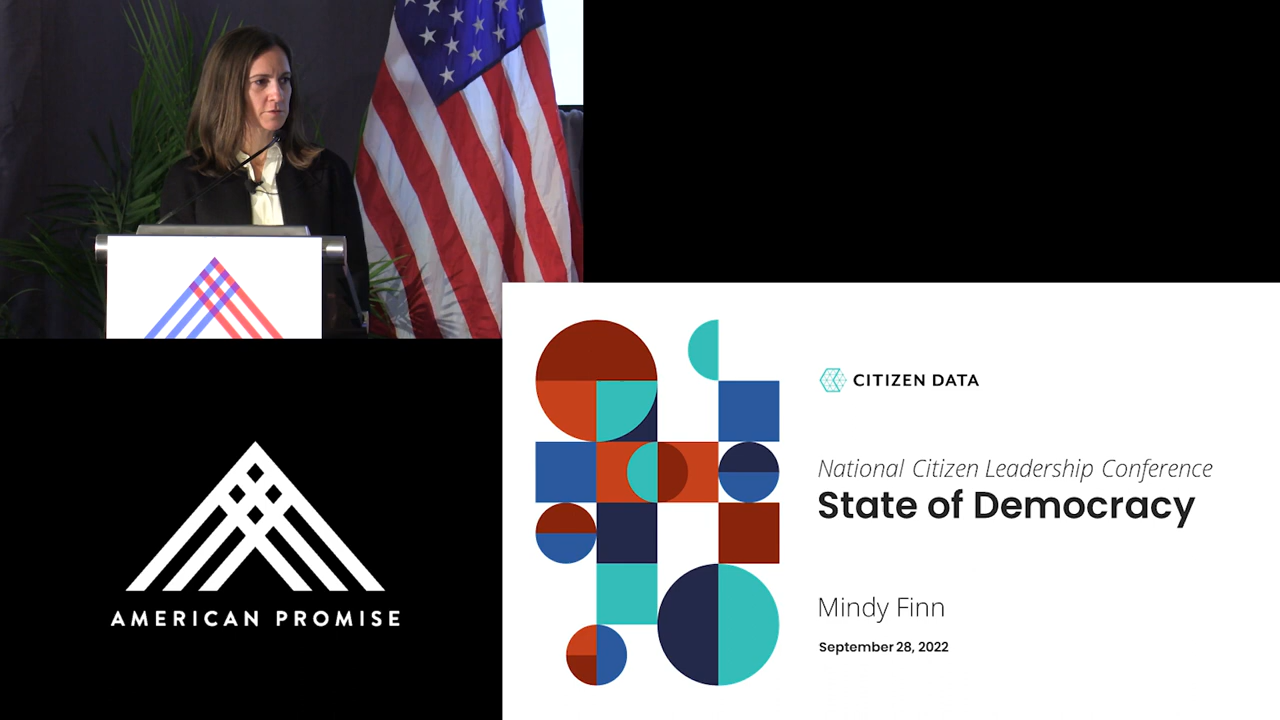 CITIZEN DATA
National Citizen Leadership Conference
State of Democracy
Mindy Finn
September 28, 2022
AMERICAN PROMISE